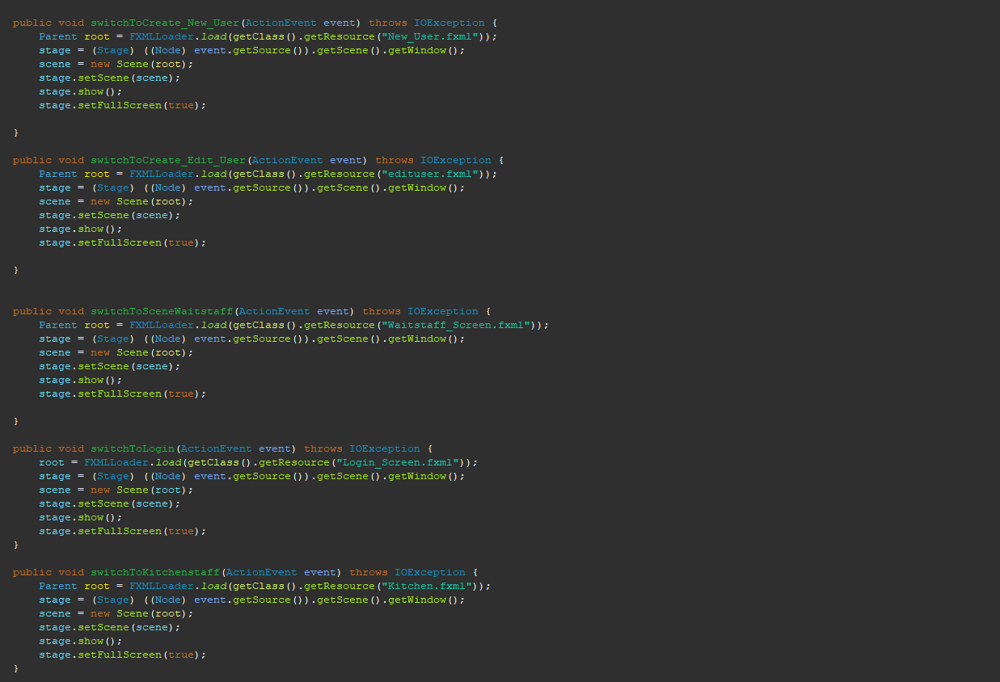 public void switchToCreate_New_User(ActionEvent event) throws IOException {
    Parent root = FXMLLoader.load(getClass().getResource("New_User.fxml"));
    stage = (Stage) ((Node) event.getSource()).getScene().getWindow();
    scene = new Scene(root);
    stage.setScene(scene);
    stage.show();
    stage.setFullScreen(true);

}

public void switchToCreate_Edit_User(ActionEvent event) throws IOException {
    Parent root = FXMLLoader.load(getClass().getResource("edituser.fxml"));
    stage = (Stage) ((Node) event.getSource()).getScene().getWindow();
    scene = new Scene(root);
    stage.setScene(scene);
    stage.show();
    stage.setFullScreen(true);

}


public void switchToSceneWaitstaff(ActionEvent event) throws IOException {
    Parent root = FXMLLoader.load(getClass().getResource("Waitstaff_Screen.fxml"));
    stage = (Stage) ((Node) event.getSource()).getScene().getWindow();
    scene = new Scene(root);
    stage.setScene(scene);
    stage.show();
    stage.setFullScreen(true);

}

public void switchToLogin(ActionEvent event) throws IOException {
    root = FXMLLoader.load(getClass().getResource("Login_Screen.fxml"));
    stage = (Stage) ((Node) event.getSource()).getScene().getWindow();
    scene = new Scene(root);
    stage.setScene(scene);
    stage.show();
    stage.setFullScreen(true);
}

public void switchToKitchenstaff(ActionEvent event) throws IOException {
    Parent root = FXMLLoader.load(getClass().getResource("Kitchen.fxml"));
    stage = (Stage) ((Node) event.getSource()).getScene().getWindow();
    scene = new Scene(root);
    stage.setScene(scene);
    stage.show();
    stage.setFullScreen(true);
}